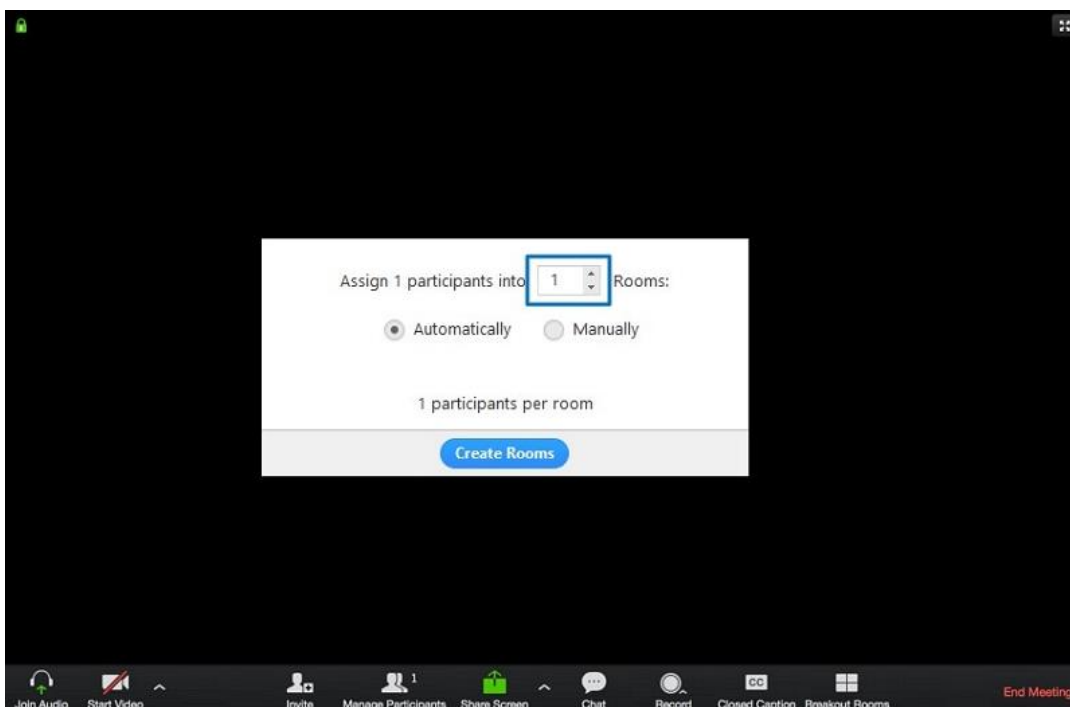 Assign 1 participants into 1 Rooms:
Automatically Manually
1 participants per room
Create Rooms
1
CC
Join Audio Start Video Invite Manage Participants Share Screen Chat Record Closed Caption Breakout Rooms End Meeting